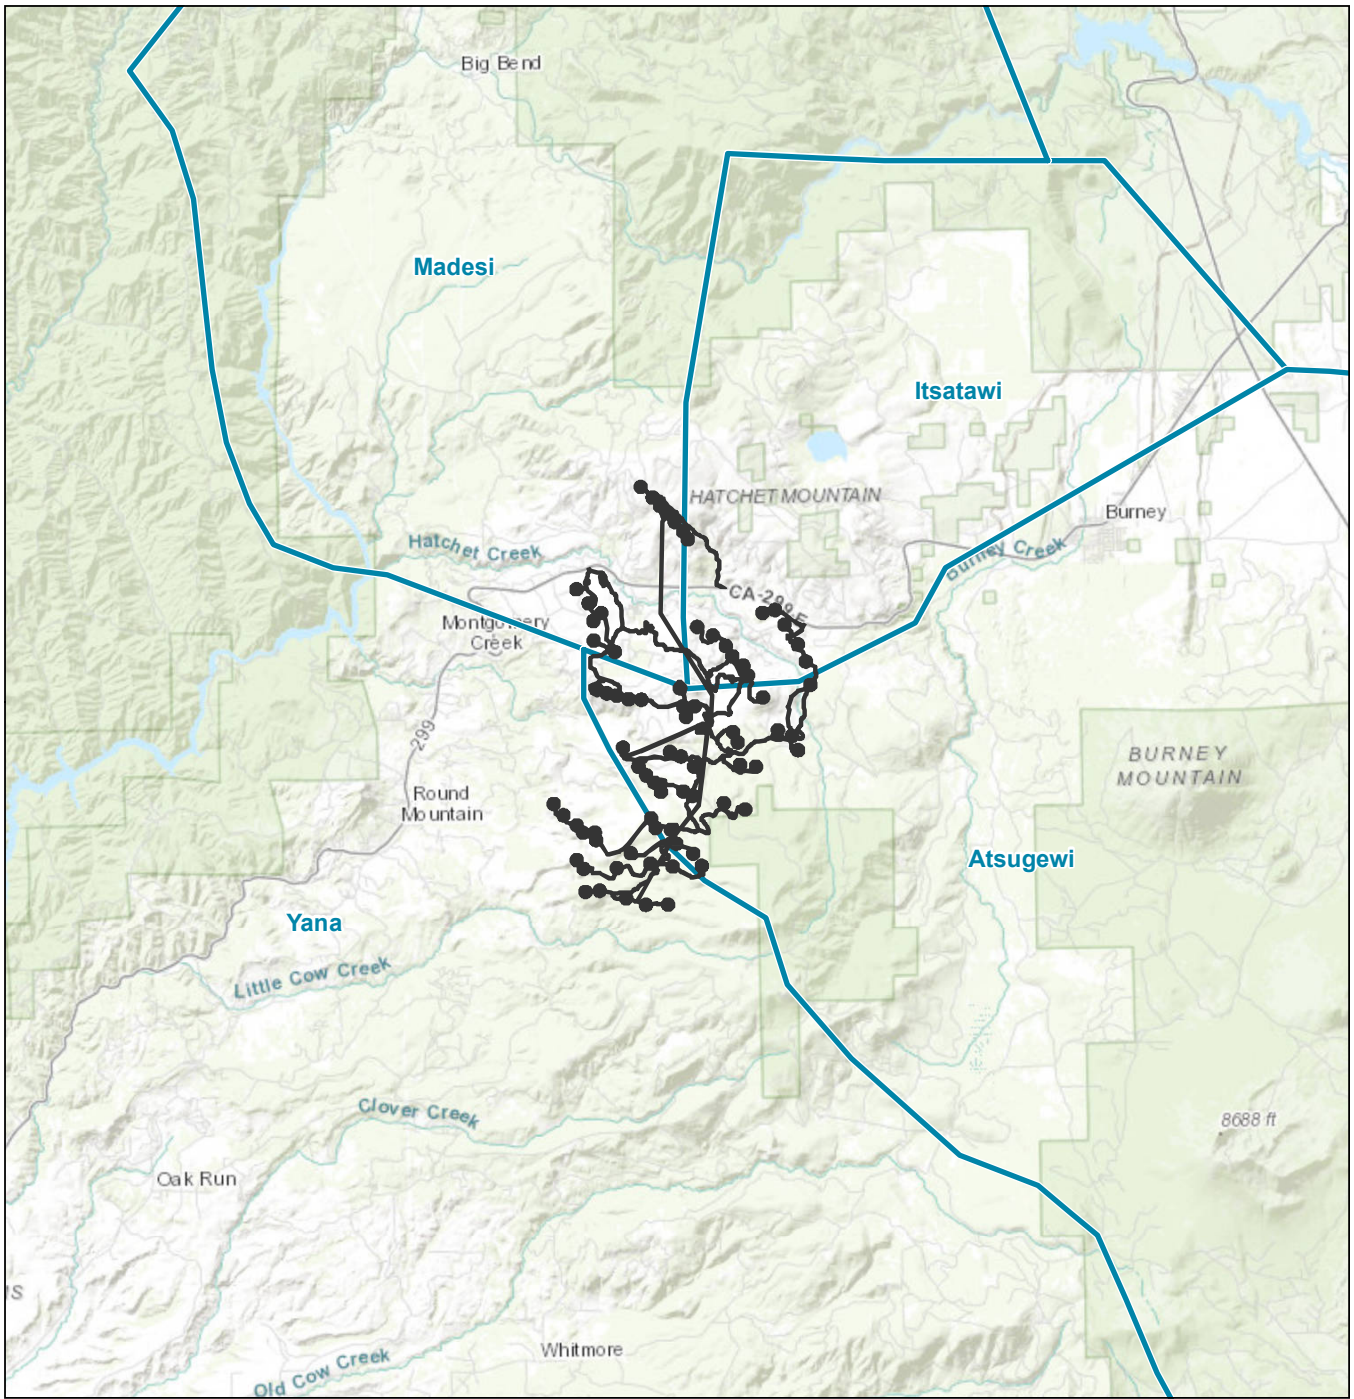 Big Bend
Madesi
Itsatawi
HATCHET MOUNTAIN
Burney
Hatchet Creek
Burney Creek
CA-299 E
Montgomery
Creek
299
BURNEY
MOUNTAIN
Round
Mountain
Atsugewi
Yana
Little Cow Creek
Clover Creek
8688 ft
Oak Run
IS
Whitmore
Old Cow Creek